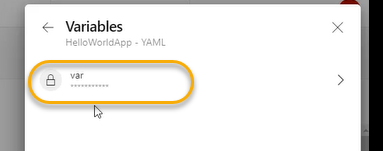 Variables
HelloWorldApp - YAML
var
***********